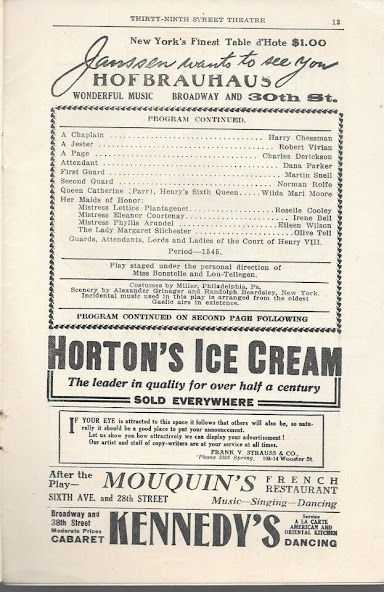 THIRTY-NINTH STREET THEATRE 13
New York's Finest Table d'Hote $1.00
Janssen wants to see you
HOFBRAUHAUS
WONDERFUL MUSIC BROADWAY AND 30th St.
PROGRAM CONTINUED.
A Chaplain ........ Harry Chessman
A Jester ........ Robert Vivian
A Page ........ Charles Derickson
Attendant ........ Dana Parker
First Guard ........ Martin Snell
Second Guard ........ Norman Rolfe
Queen Catherine (Parr), Henry's Sixth Queen ..... Wilda Mari Moore
Her Maids of Honor:
Mistress Lettice Plantagenet ........ Roselle Cooley
Mistress Eleanor Courtenay ........ Irene Bell
Mistress Phyllis Arundel ........ Eileen Wilson
The Lady Margaret Silchester ........ Olive Tell
Guards, Attendants, Lords and Ladies of the Court of Henry VIII.
Period—1545.
Play staged under the personal direction of
Miss Bonstelle and Lou-Tellegen.
Costumes by Miller, Philadelphia, Pa.
Scenery by Alexander Grinager and Randolph Beardsley, New York.
Incidental music used in this play is arranged from the oldest
Gaelic airs in existence.
PROGRAM CONTINUED ON SECOND PAGE FOLLOWING
HORTON'S ICE CREAM
The leader in quality for over half a century
SOLD EVERYWHERE
IF YOUR EYE is attracted to this space it follows that others will also be, so natu-
rally it should be a good place to put your announcement.
Let us show you how attractively we can display your advertisement!
Our artist and staff of copy-writers are at your service at all times.
FRANK V. STRAUSS & CO.,
'Phone Spring. 108-14 Wooster St.
After the
Play—
MOUQUIN'S FRENCH
RESTAURANT
SIXTH AVE. and 28th STREET Music—Singing—Dancing
Broadway and
38th Street
Moderate Prices
CABARET
KENNEDY'S
Service
A LA CARTE
AMERICAN AND
ORIENTAL KITCHEN
DANCING